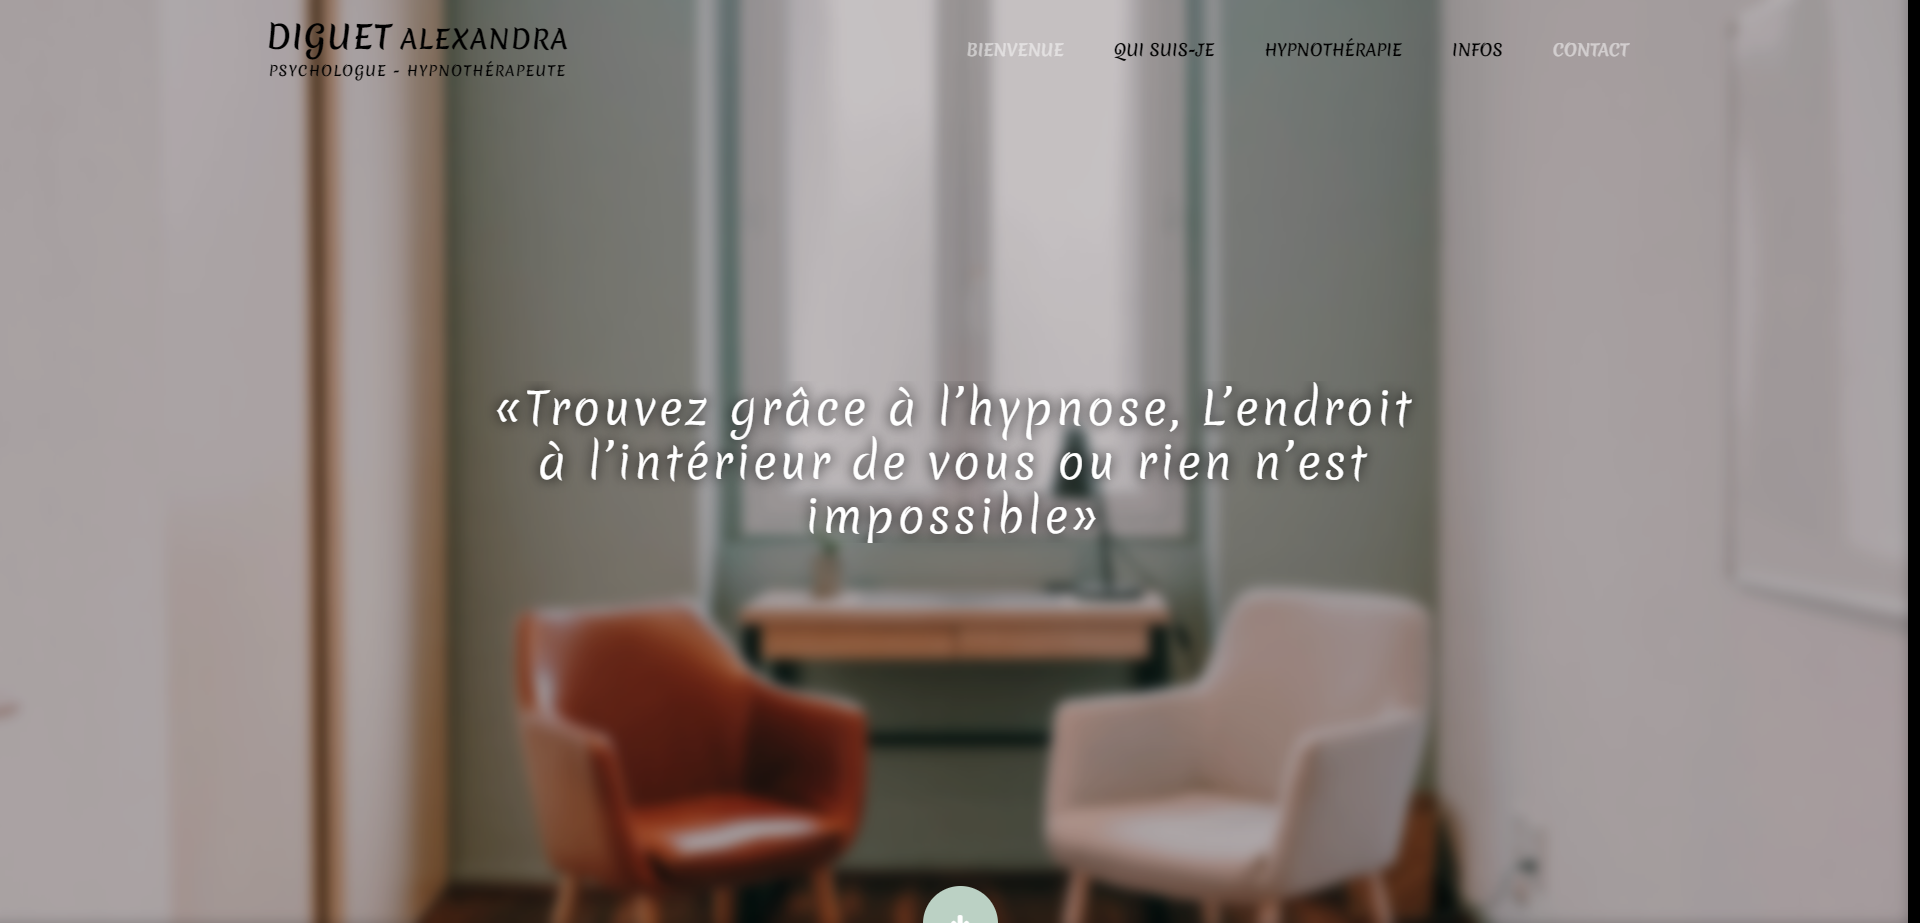 DIGUET ALEXANDRA
PSYCHOLOGUE - HYPNOTHÉRAPEUTE
BIENVENUE QUI SUIS-JE HYPNOTHÉRAPIE INFOS CONTACT
«Trouvez grâce à l’hypnose, L’endroit
à l’intérieur de vous ou rien n’est
impossible»